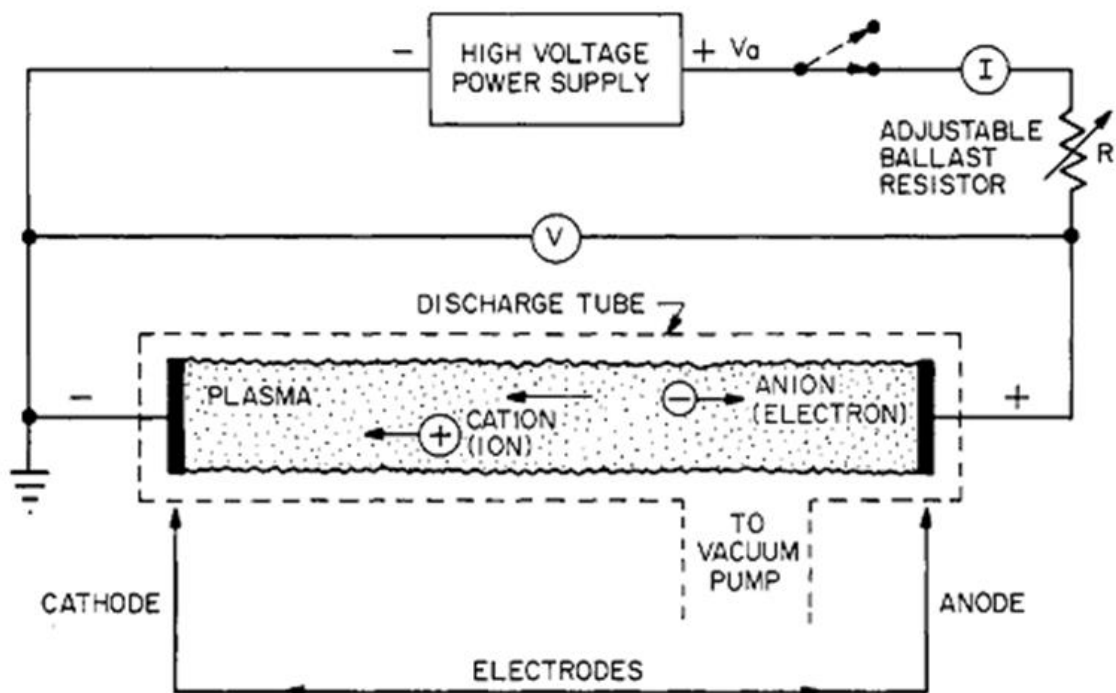 − HIGH VOLTAGE + Va
POWER SUPPLY
I
ADJUSTABLE
BALLAST
RESISTOR
R
V
DISCHARGE TUBE
− PLASMA
− ANION
(ELECTRON)
+
+ CATION
(ION)
TO
VACUUM
PUMP
CATHODE
ANODE
ELECTRODES